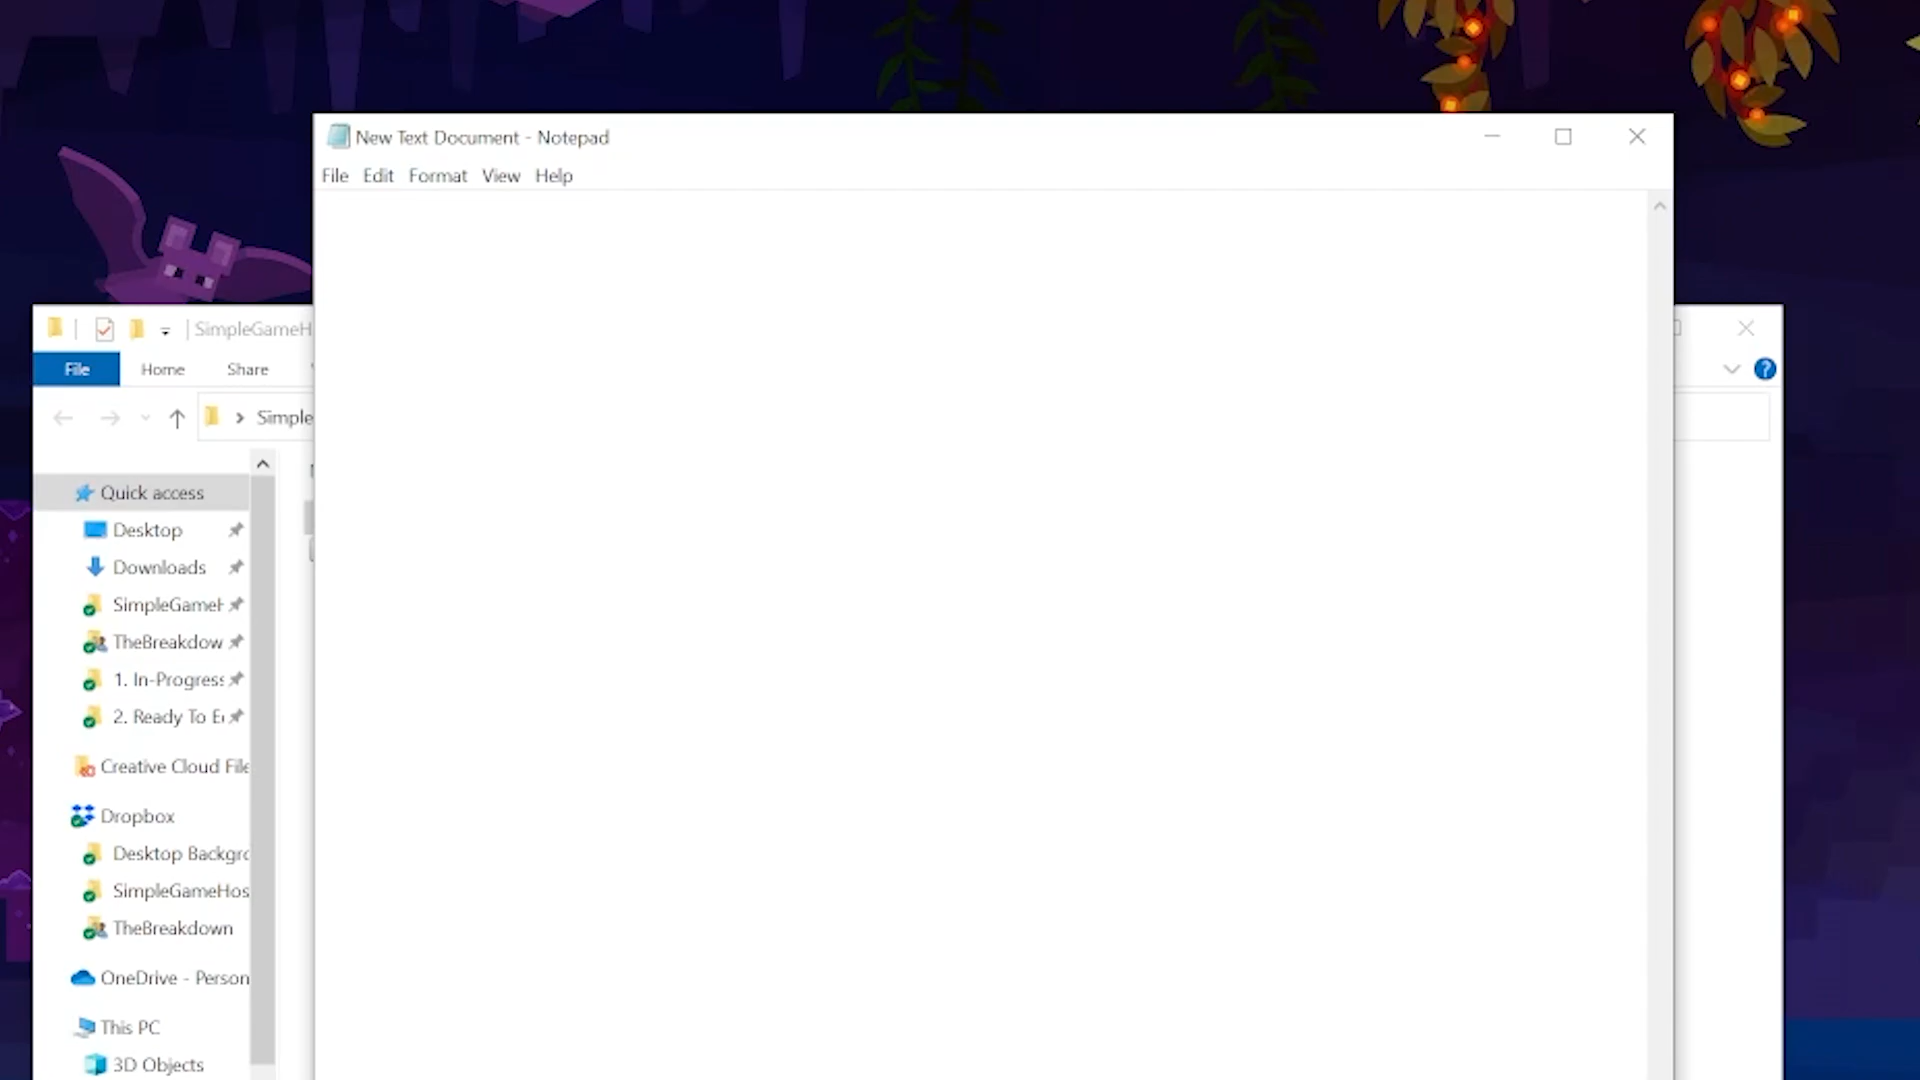 New Text Document - Notepad
File Edit Format View Help
SimpleGameH
File Home Share
Simple
Quick access
Desktop
Downloads
SimpleGameH
TheBreakdow
1. In-Progress
2. Ready To E
Creative Cloud File
Dropbox
Desktop Backgro
SimpleGameHos
TheBreakdown
OneDrive - Person
This PC
3D Objects